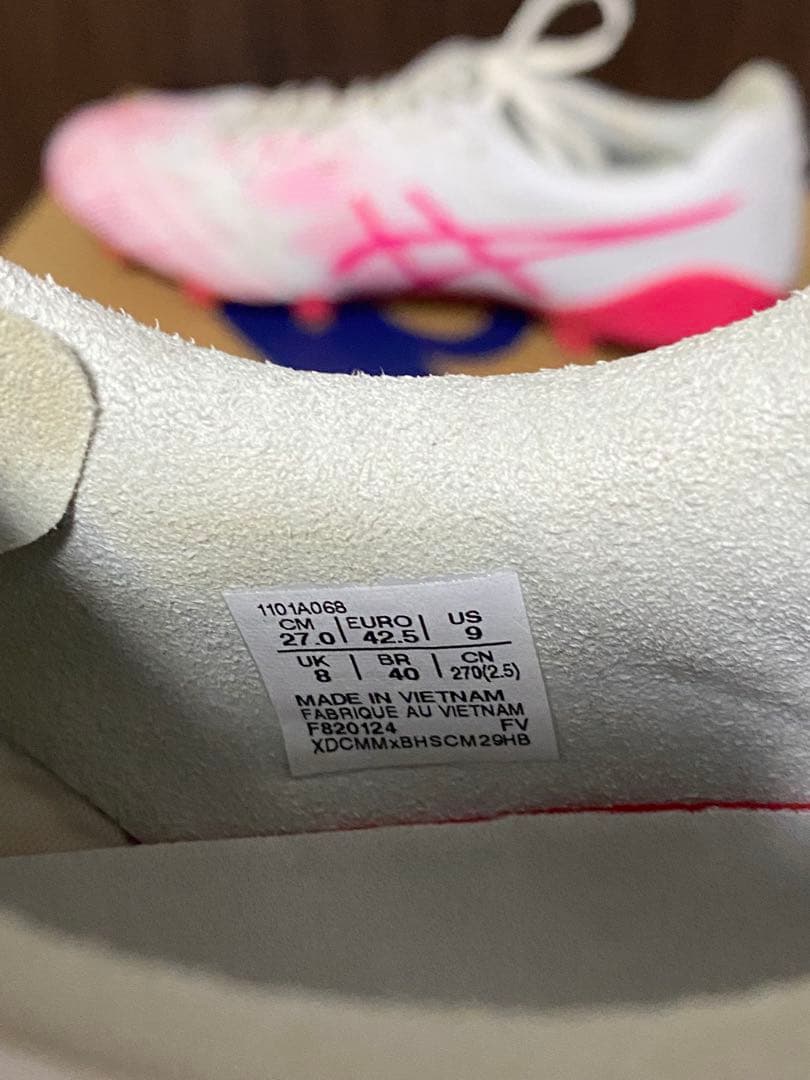 1101A068
CM | EURO | US
27.0 | 42.5 | 9
UK | BR | CN
8 | 40 | 270(2.5)
MADE IN VIETNAM
FABRIQUE AU VIETNAM
F820124 FV
XDCMMxBHSCM29HB